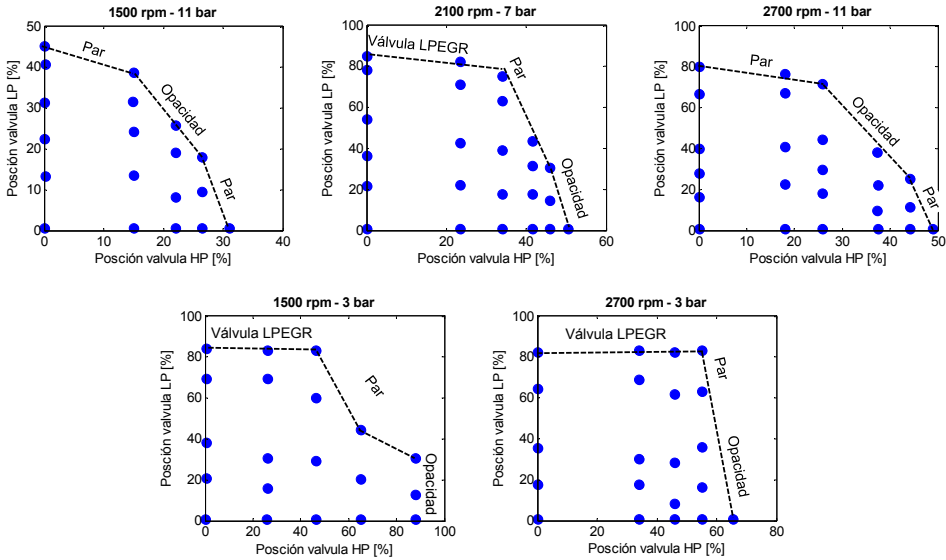 1500 rpm - 11 bar
Posción valvula LP [%]
50
40
30
20
10
0
Par
Opacidad
Par
0 10 20 30 40
Posción valvula HP [%]
2100 rpm - 7 bar
Posción valvula LP [%]
100
80
60
40
20
0
Válvula LPEGR
Par
Opacidad
0 20 40 60
Posción valvula HP [%]
2700 rpm - 11 bar
Posción valvula LP [%]
100
80
60
40
20
0
Par
Opacidad
Par
0 10 20 30 40 50
Posción valvula HP [%]
1500 rpm - 3 bar
Posción valvula LP [%]
100
80
60
40
20
0
Válvula LPEGR
Par
Opacidad
0 20 40 60 80 100
Posción valvula HP [%]
2700 rpm - 3 bar
Posción valvula LP [%]
100
80
60
40
20
0
Válvula LPEGR
Par
Opacidad
0 20 40 60 80
Posción valvula HP [%]